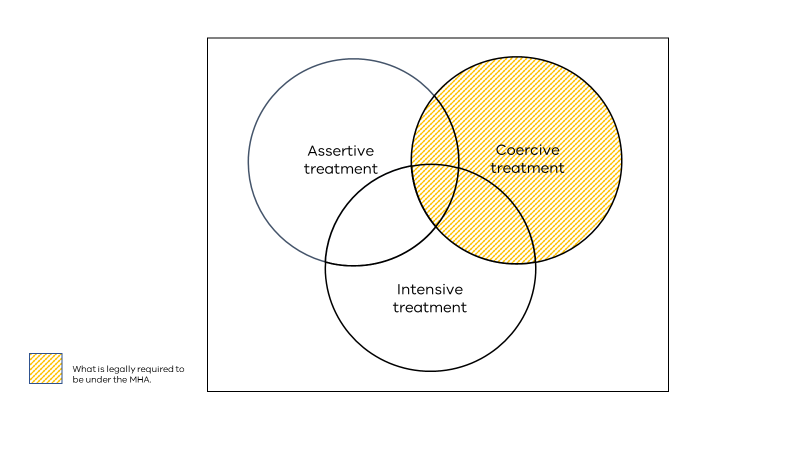 Assertive
treatment
Coercive
treatment
Intensive
treatment
What is legally required to
be under the MHA.